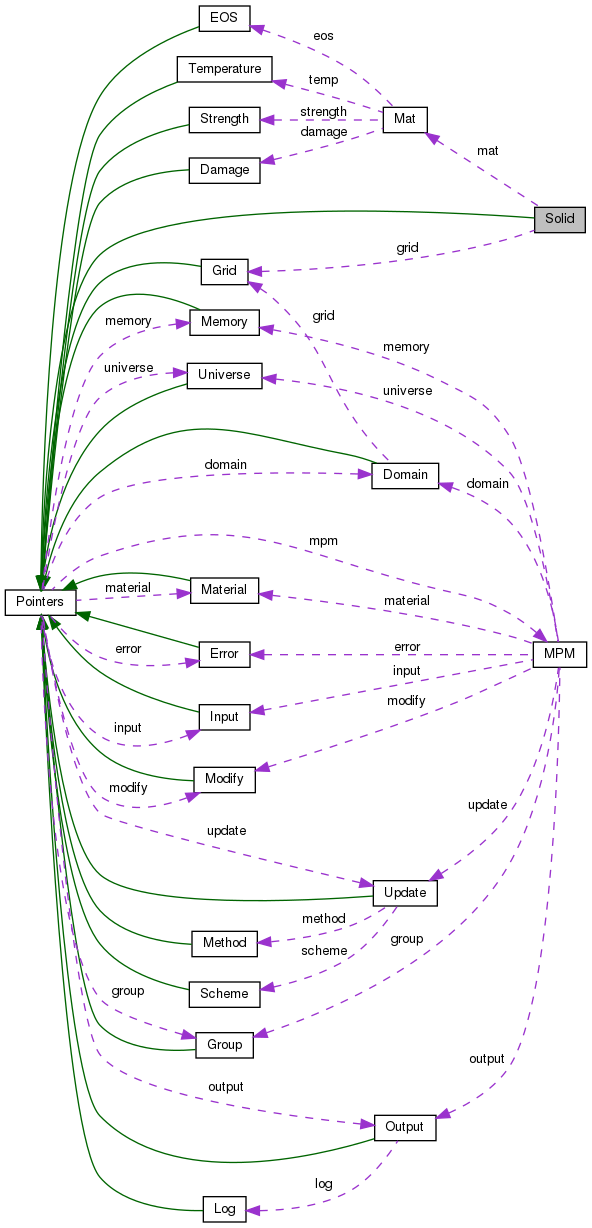 EOS
eos
Temperature
temp
Strength
strength
Mat
damage
Damage
mat
Solid
grid
Grid
memory
Memory
grid
memory
universe
Universe
universe
domain
Domain
domain
mpm
material
Material
material
Pointers
error
Error
error
MPM
input
Input
input
modify
Modify
modify
update
update
Update
method
Method
scheme
group
Scheme
group
Group
output
output
Output
log
Log